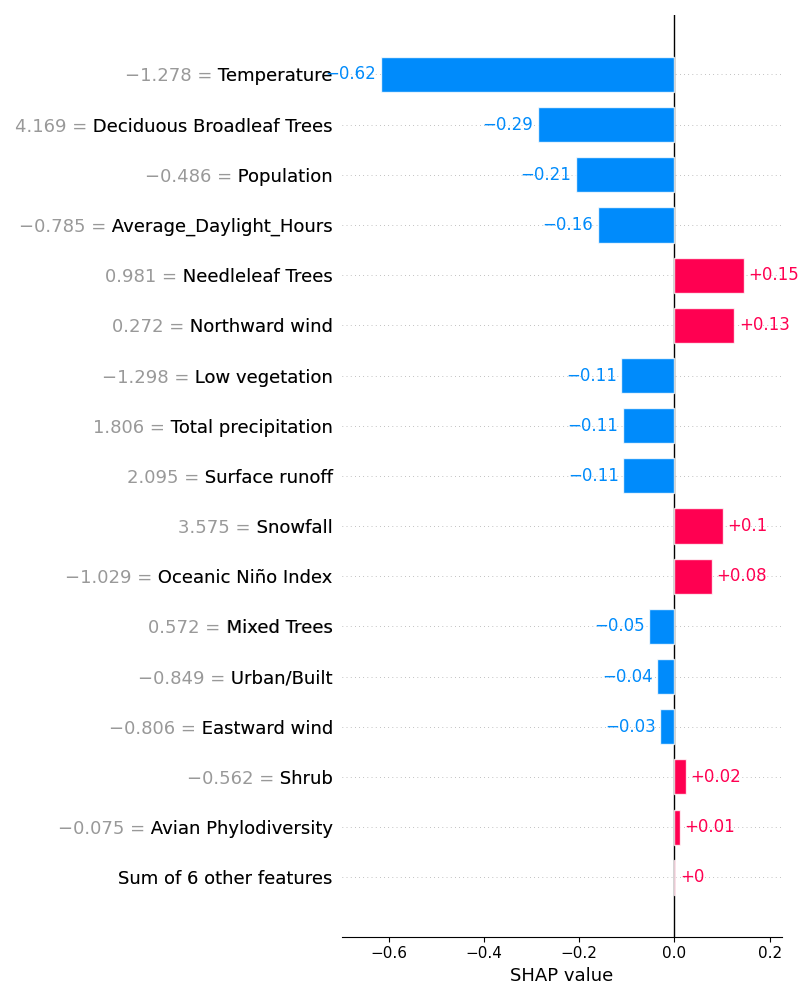 −1.278 = Temperature −0.62
4.169 = Deciduous Broadleaf Trees −0.29
−0.486 = Population −0.21
−0.785 = Average_Daylight_Hours −0.16
0.981 = Needleleaf Trees +0.15
0.272 = Northward wind +0.13
−1.298 = Low vegetation −0.11
1.806 = Total precipitation −0.11
2.095 = Surface runoff −0.11
3.575 = Snowfall +0.1
−1.029 = Oceanic Niño Index +0.08
0.572 = Mixed Trees −0.05
−0.849 = Urban/Built −0.04
−0.806 = Eastward wind −0.03
−0.562 = Shrub +0.02
−0.075 = Avian Phylodiversity +0.01
Sum of 6 other features +0
−0.6 −0.4 −0.2 0.0 0.2
SHAP value